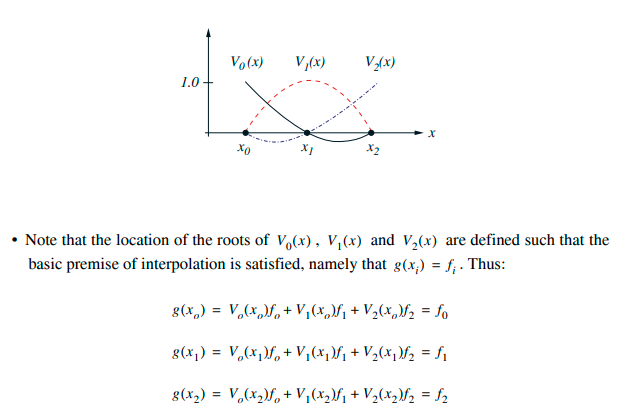 V₀(x) V₁(x) V₂(x)
1.0
x
x₀ x₁ x₂
• Note that the location of the roots of V₀(x) , V₁(x) and V₂(x) are defined such that the
basic premise of interpolation is satisfied, namely that g(xᵢ) = fᵢ . Thus:
g(xₒ) = Vₒ(xₒ)fₒ + V₁(xₒ)f₁ + V₂(xₒ)f₂ = f₀
g(x₁) = Vₒ(x₁)fₒ + V₁(x₁)f₁ + V₂(x₁)f₂ = f₁
g(x₂) = Vₒ(x₂)fₒ + V₁(x₂)f₁ + V₂(x₂)f₂ = f₂